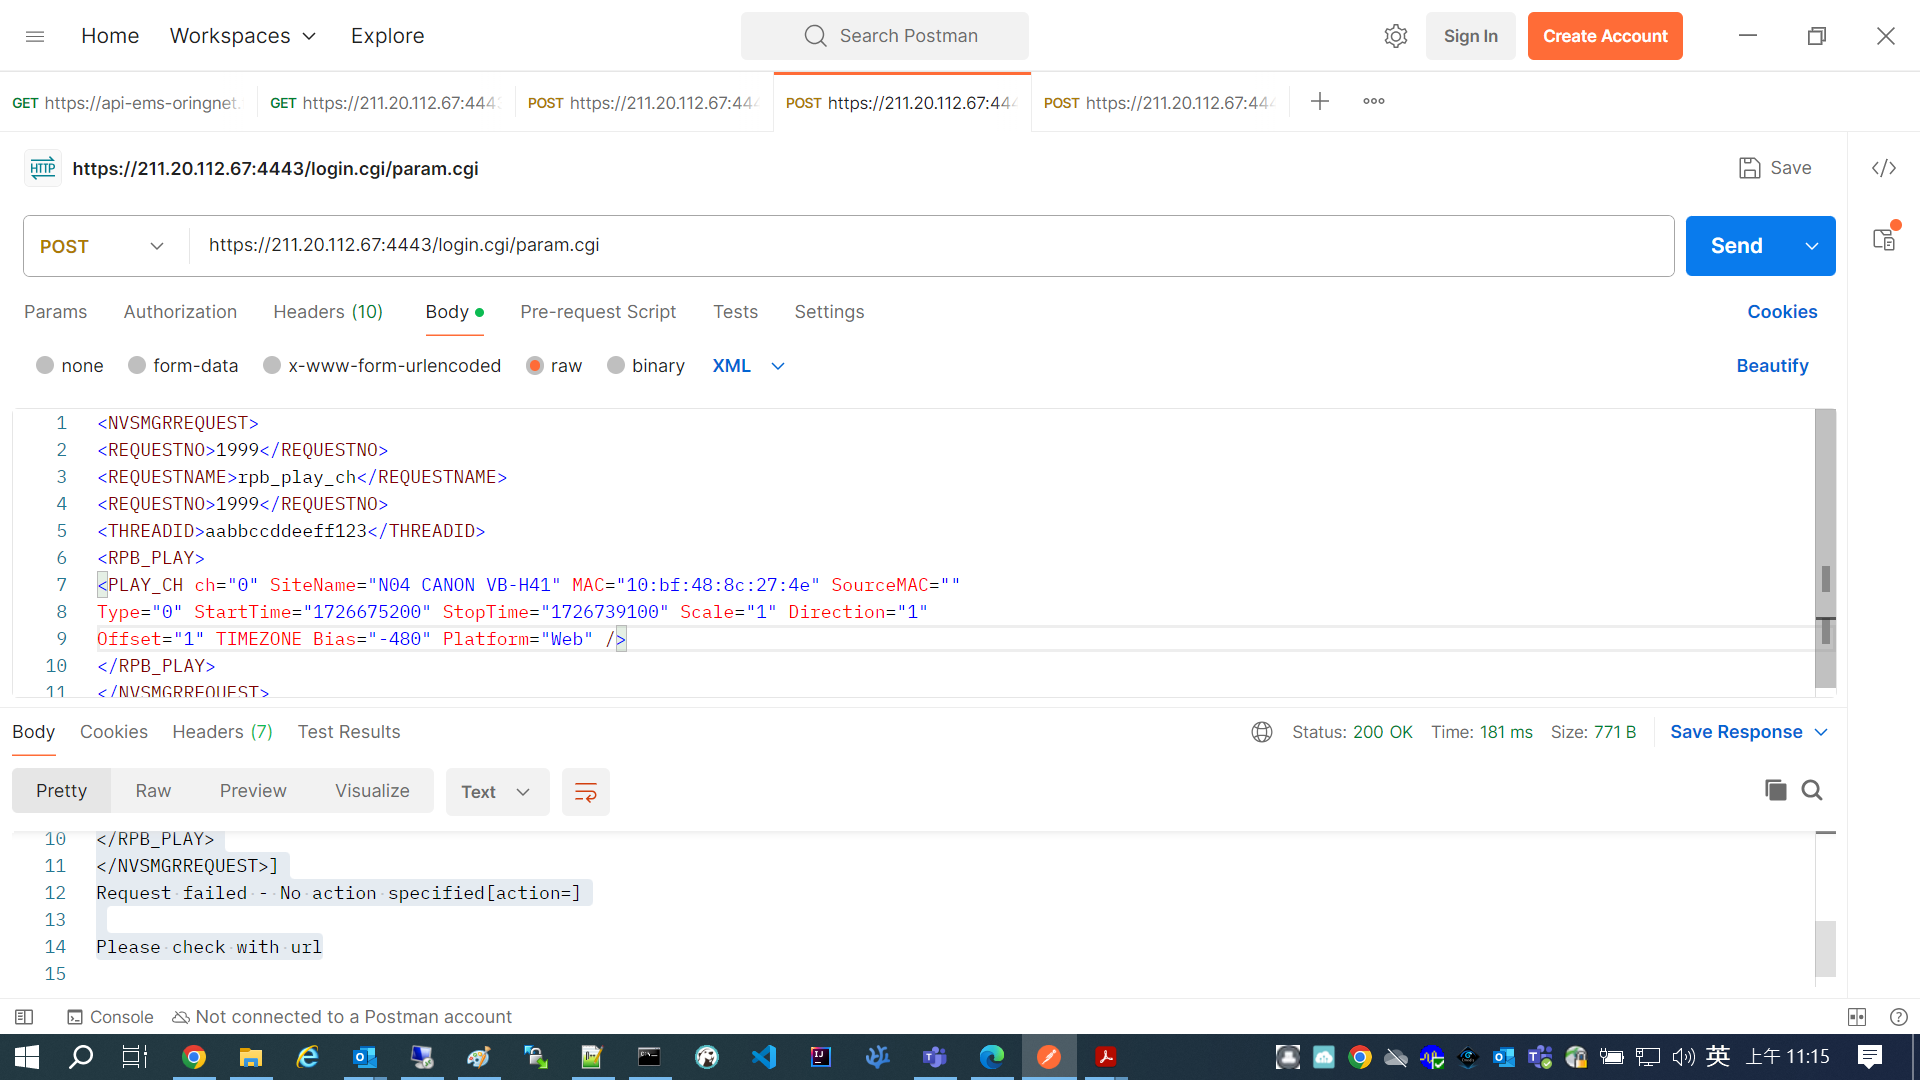 Home Workspaces Explore Search Postman Sign In Create Account
GET https://api-ems-oringnet. GET https://211.20.112.67:444 POST https://211.20.112.67:444 POST https://211.20.112.67:444 POST https://211.20.112.67:444
HTTP https://211.20.112.67:4443/login.cgi/param.cgi Save </>
POST https://211.20.112.67:4443/login.cgi/param.cgi Send
Params Authorization Headers (10) Body Pre-request Script Tests Settings Cookies
none form-data x-www-form-urlencoded raw binary XML Beautify
1 <NVSMGRREQUEST>
2 <REQUESTNO>1999</REQUESTNO>
3 <REQUESTNAME>rpb_play_ch</REQUESTNAME>
4 <REQUESTNO>1999</REQUESTNO>
5 <THREADID>aabbccddeeff123</THREADID>
6 <RPB_PLAY>
7 <PLAY_CH ch="0" SiteName="N04 CANON VB-H41" MAC="10:bf:48:8c:27:4e" SourceMAC=""
8 Type="0" StartTime="1726675200" StopTime="1726739100" Scale="1" Direction="1"
9 Offset="1" TIMEZONE Bias="-480" Platform="Web" />
10 </RPB_PLAY>
11 </NVSMGRREQUEST>
Body Cookies Headers (7) Test Results Status: 200 OK Time: 181 ms Size: 771 B Save Response
Pretty Raw Preview Visualize Text
10 </RPB_PLAY>
11 </NVSMGRREQUEST>]
12 Request failed - No action specified[action=]
13
14 Please check with url
15
Console Not connected to a Postman account
英 上午 11:15